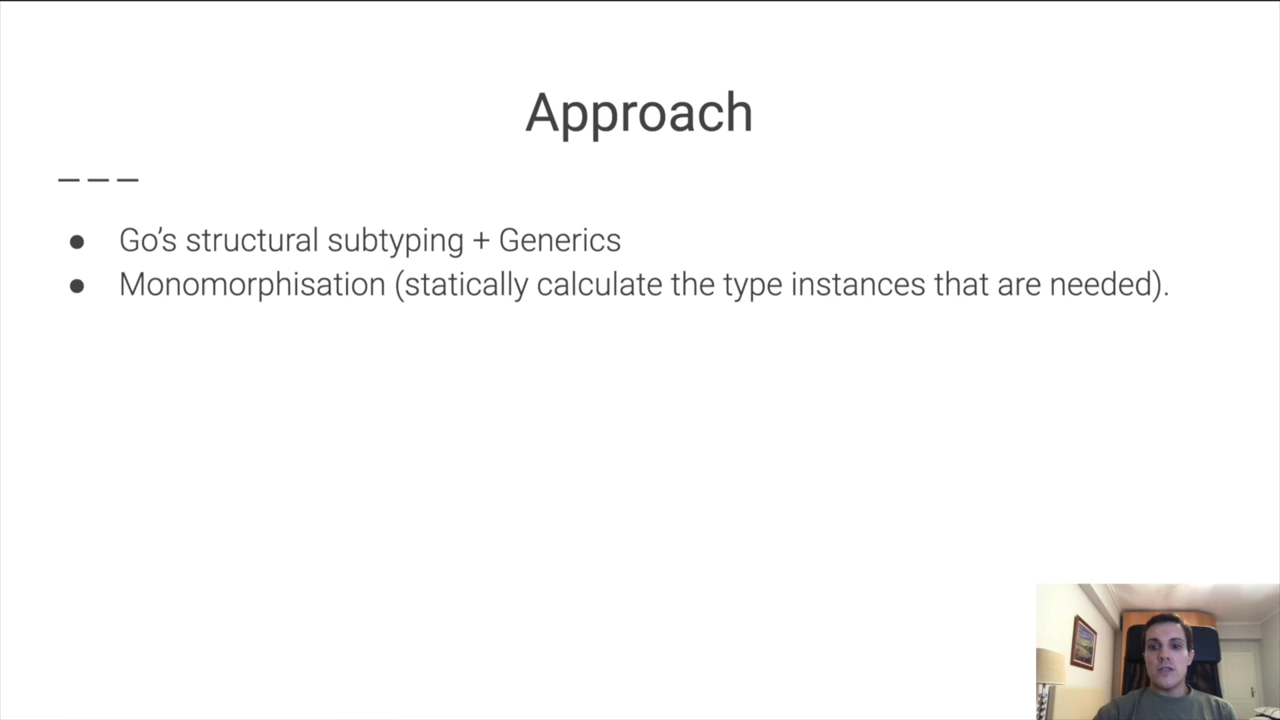 Approach
Go's structural subtyping + Generics
Monomorphisation (statically calculate the type instances that are needed).